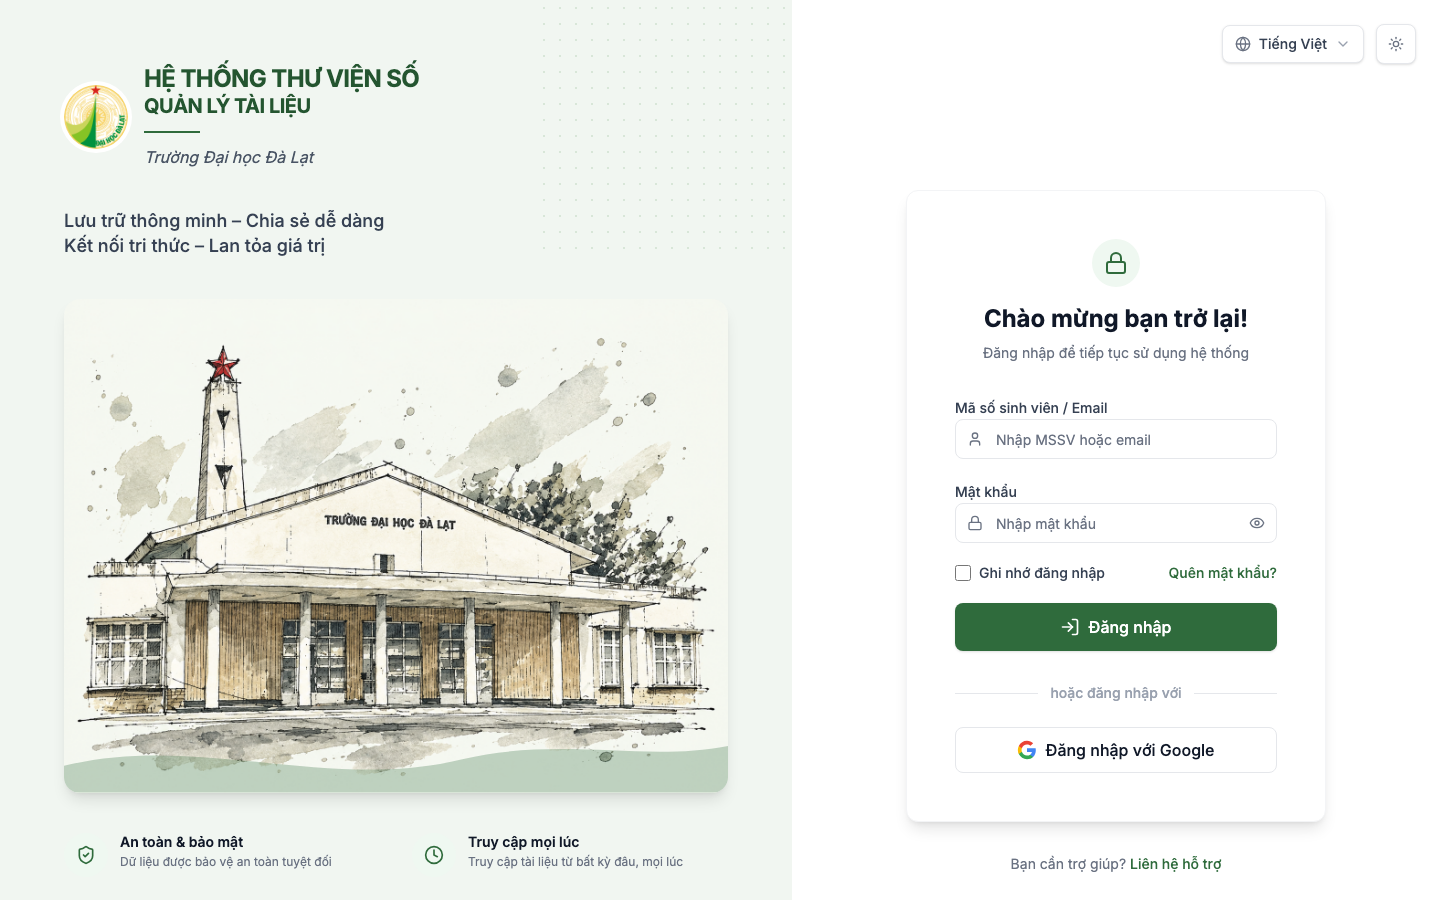 HỆ THỐNG THƯ VIỆN SỐ
QUẢN LÝ TÀI LIỆU
ĐẠI HỌC ĐÀ LẠT
Trường Đại học Đà Lạt
Lưu trữ thông minh – Chia sẻ dễ dàng
Kết nối tri thức – Lan tỏa giá trị
TRƯỜNG ĐẠI HỌC ĐÀ LẠT
An toàn & bảo mật
Dữ liệu được bảo vệ an toàn tuyệt đối
Truy cập mọi lúc
Truy cập tài liệu từ bất kỳ đâu, mọi lúc
Tiếng Việt
Chào mừng bạn trở lại!
Đăng nhập để tiếp tục sử dụng hệ thống
Mã số sinh viên / Email
Nhập MSSV hoặc email
Mật khẩu
Nhập mật khẩu
Ghi nhớ đăng nhập
Quên mật khẩu?
Đăng nhập
hoặc đăng nhập với
Đăng nhập với Google
Bạn cần trợ giúp? Liên hệ hỗ trợ